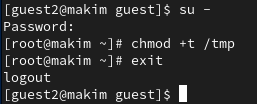 [guest2@makim guest]$ su -
Password:
[root@makim ~]# chmod +t /tmp
[root@makim ~]# exit
logout
[guest2@makim guest]$